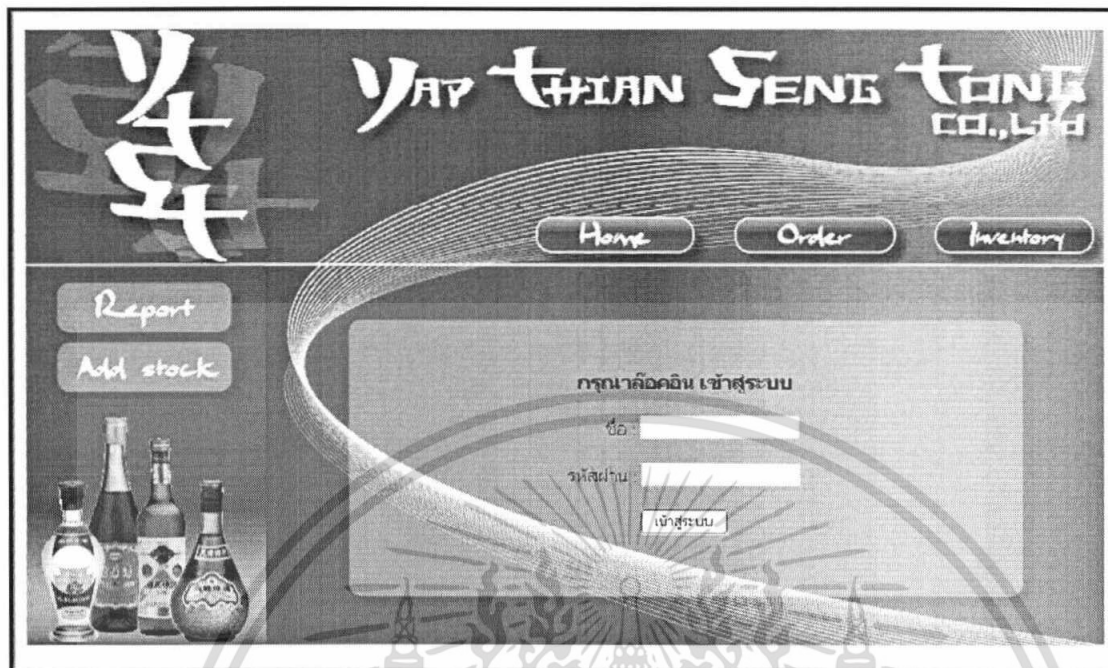 YTST
YAP THIAN SENG TONG
CO.,Ltd
Home Order Inventory
Report
Add stock
กรุณาล๊อคอิน เข้าสู่ระบบ
ชื่อ :
รหัสผ่าน :
เข้าสู่ระบบ